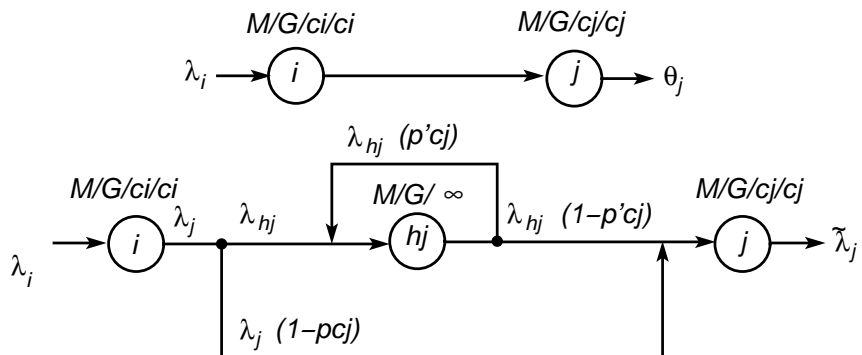 M/G/ci/ci M/G/cj/cj
λi i j θj
λhj (p'cj)
M/G/ci/ci M/G/ ∞ M/G/cj/cj
λj λhj λhj (1−p'cj)
λi i hj j λ̃j
λj (1−pcj)